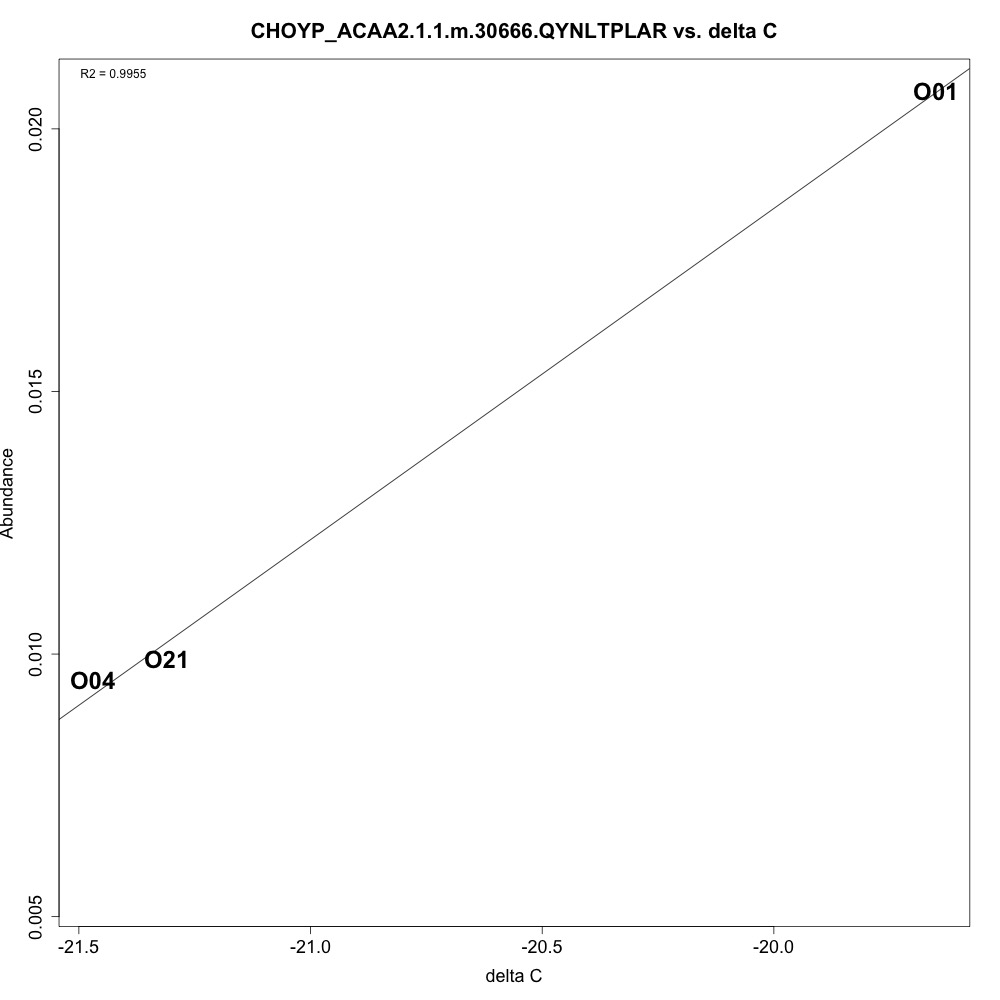 CHOYP_ACAA2.1.1.m.30666.QYNLTPLAR vs. delta C
R2 = 0.9955
O01
0.020
0.015
Abundance
0.010
O21
O04
0.005
-21.5 -21.0 -20.5 -20.0
delta C